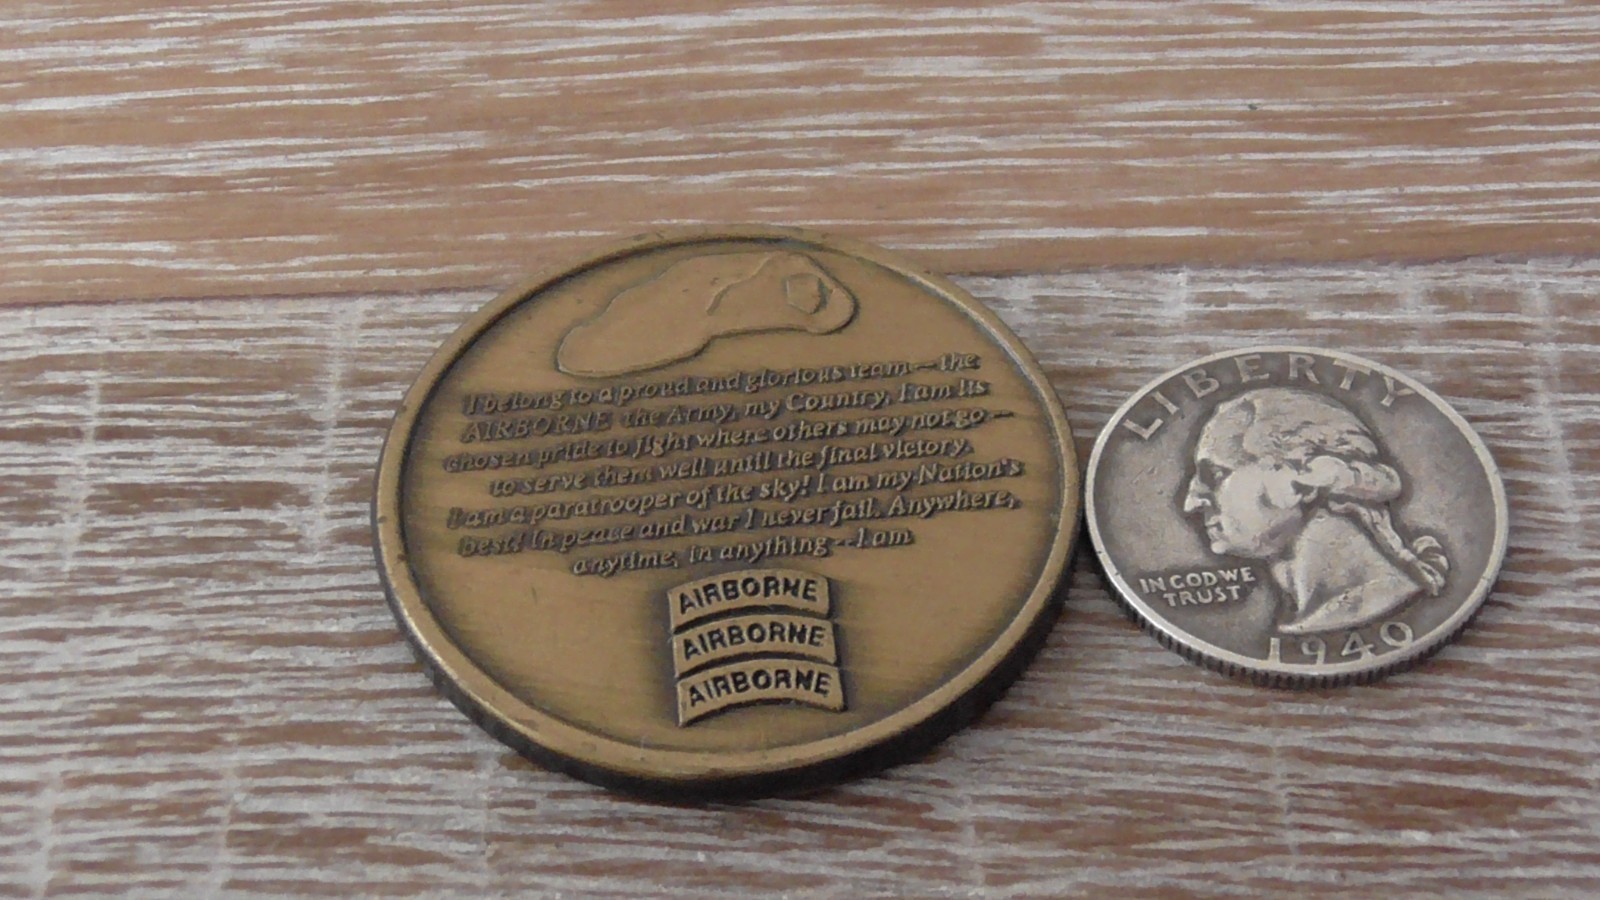 I belong to a proud and glorious team -- the
AIRBORNE the Army, my Country, I am its
chosen pride to fight where others may not go --
to serve them well until the final victory.
I am a paratrooper of the sky! I am my Nation's
best! In peace and war I never fail. Anywhere,
anytime, in anything -- I am
AIRBORNE
AIRBORNE
AIRBORNE
LIBERTY
IN GOD WE
TRUST
1940